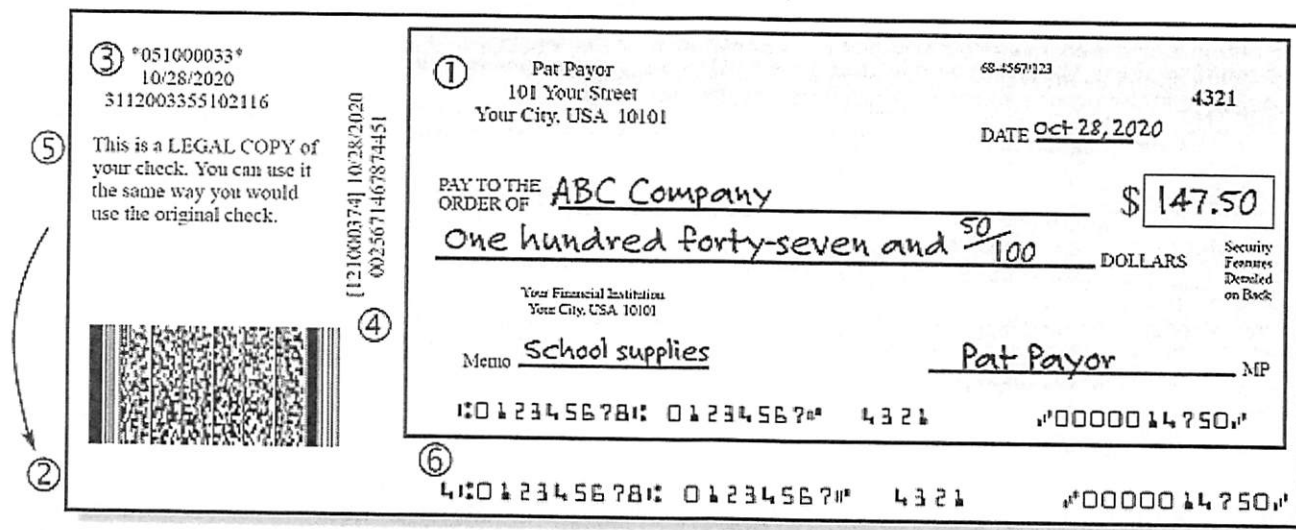 ③ *051000033*
10/28/2020
3112003355102116
⑤ This is a LEGAL COPY of
your check. You can use it
the same way you would
use the original check.
②
[121000374] 10/28/2020
0025671467874451
④
① Pat Payor
101 Your Street
Your City, USA 10101
68-4567/123
4321
DATE Oct 28, 2020
PAY TO THE
ORDER OF ABC Company $ 147.50
One hundred forty-seven and 50/100 DOLLARS
Security
Features
Detailed
on Back
Your Financial Institution
Your City, USA 10101
Memo School supplies Pat Payor MP
⑆012345678⑆ 01234567⑈ 4321 ⑇0000014750⑇
⑥
4⑆012345678⑆ 01234567⑈ 4321 ⑇0000014750⑇